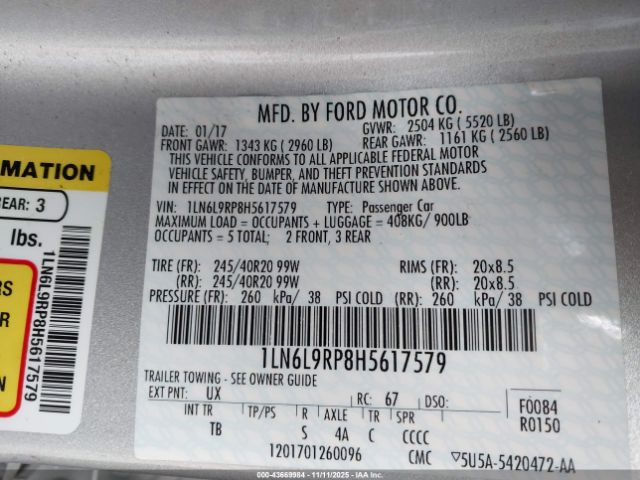 MFD. BY FORD MOTOR CO.
DATE: 01/17 GVWR: 2504 KG ( 5520 LB)
FRONT GAWR: 1343 KG ( 2960 LB) REAR GAWR: 1161 KG ( 2560 LB)
THIS VEHICLE CONFORMS TO ALL APPLICABLE FEDERAL MOTOR
VEHICLE SAFETY, BUMPER, AND THEFT PREVENTION STANDARDS
IN EFFECT ON THE DATE OF MANUFACTURE SHOWN ABOVE.
VIN: 1LN6L9RP8H5617579 TYPE: Passenger Car
MAXIMUM LOAD = OCCUPANTS + LUGGAGE = 408KG/ 900LB
OCCUPANTS = 5 TOTAL; 2 FRONT, 3 REAR
TIRE (FR): 245/40R20 99W RIMS (FR): 20x8.5
(RR): 245/40R20 99W (RR): 20x8.5
PRESSURE (FR): 260 kPa/ 38 PSI COLD (RR): 260 kPa/ 38 PSI COLD
1LN6L9RP8H5617579
TRAILER TOWING - SEE OWNER GUIDE
EXT PNT: UX RC: 67 DSO: F0084
INT TR TP/PS R AXLE TR SPR R0150
TB S 4A C CCCC
1201701260096 CMC ▽5U5A-5420472-AA
RMATION
REAR: 3
lbs.
RS
R
N
1LN6L9RP8H5617579
000-43669984 - 11/11/2025 - IAA Inc.